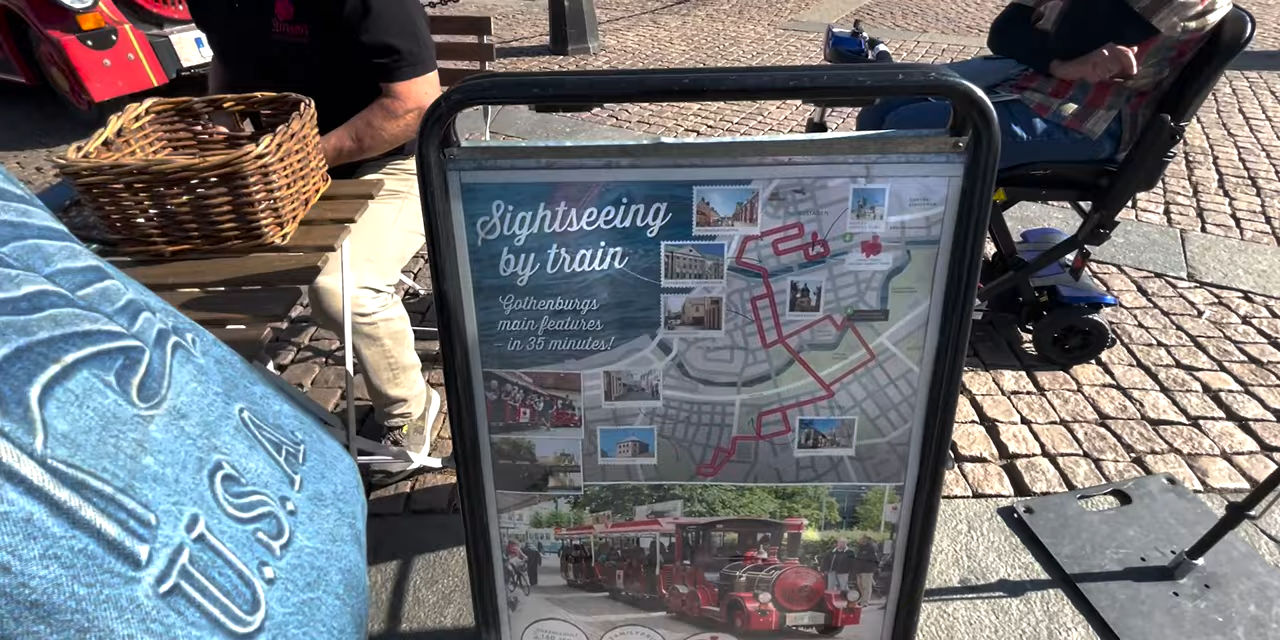 Sightseeing
by train
Gothenburgs
main features
– in 35 minutes!
U.S.A